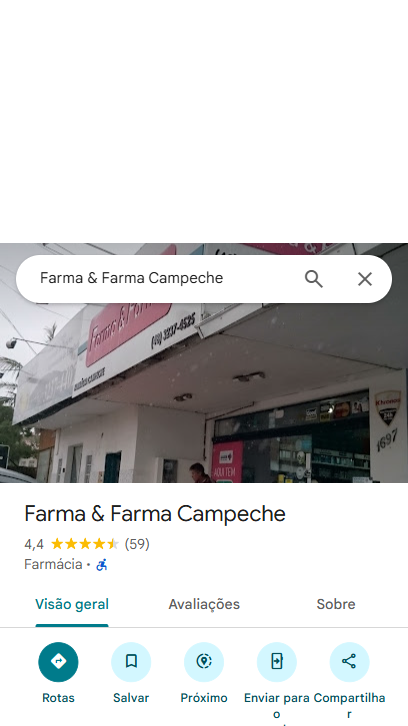 Farma & Farma Campeche
Farma & Farma
(48) 3237-4525
AQUI TEM
1697
Farma & Farma Campeche
4,4 (59)
Farmácia ·
Visão geral
Avaliações
Sobre
Rotas
Salvar
Próximo
Enviar para o
Compartilhar